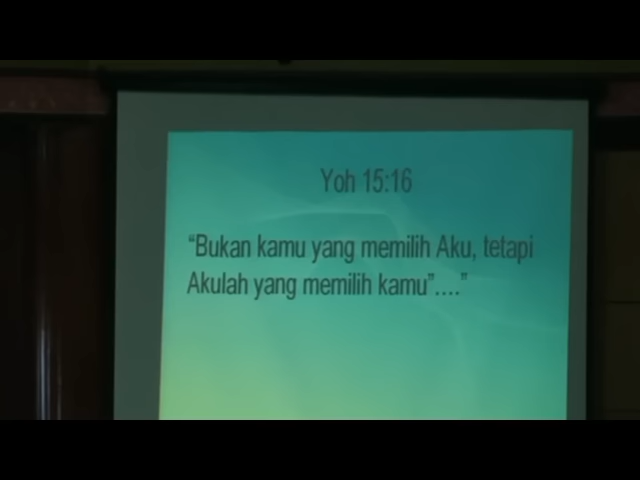 Yoh 15:16
“Bukan kamu yang memilih Aku, tetapi
Akulah yang memilih kamu”....”